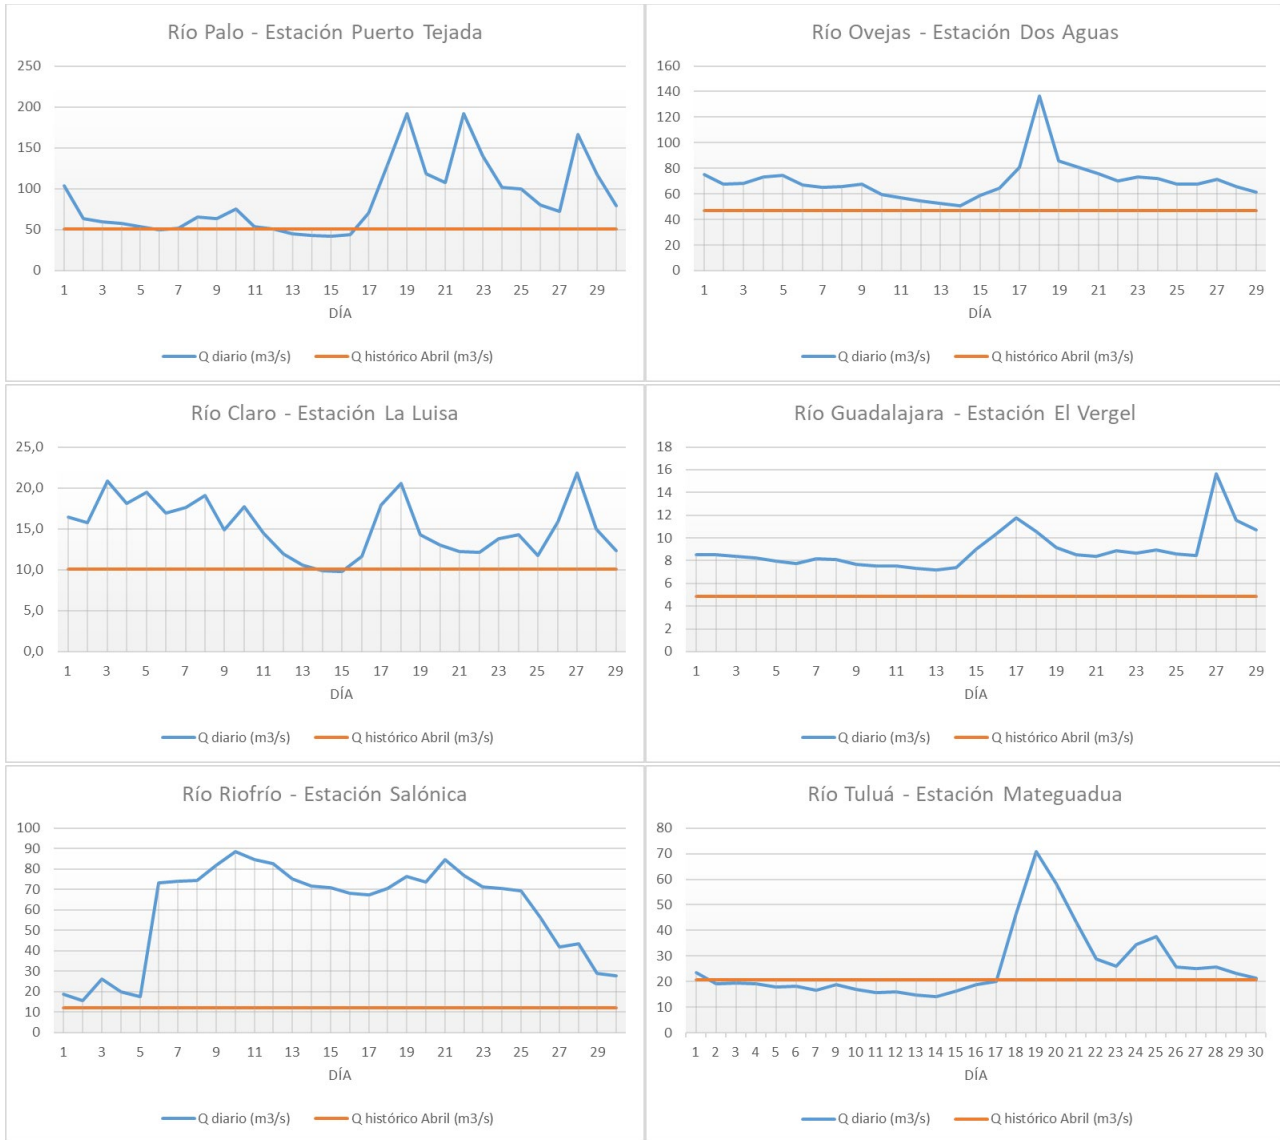 Río Palo - Estación Puerto Tejada
250
200
150
100
50
0
1 3 5 7 9 11 13 15 17 19 21 23 25 27 29
DÍA
Q diario (m3/s) Q histórico Abril (m3/s)
Río Ovejas - Estación Dos Aguas
160
140
120
100
80
60
40
20
0
1 3 5 7 9 11 13 15 17 19 21 23 25 27 29
DÍA
Q diario (m3/s) Q histórico Abril (m3/s)
Río Claro - Estación La Luisa
25,0
20,0
15,0
10,0
5,0
0,0
1 3 5 7 9 11 13 15 17 19 21 23 25 27 29
DÍA
Q diario (m3/s) Q histórico Abril (m3/s)
Río Guadalajara - Estación El Vergel
18
16
14
12
10
8
6
4
2
0
1 3 5 7 9 11 13 15 17 19 21 23 25 27 29
DÍA
Q diario (m3/s) Q histórico Abril (m3/s)
Río Riofrío - Estación Salónica
100
90
80
70
60
50
40
30
20
10
0
1 3 5 7 9 11 13 15 17 19 21 23 25 27 29
DÍA
Q diario (m3/s) Q histórico Abril (m3/s)
Río Tuluá - Estación Mateguadua
80
70
60
50
40
30
20
10
0
1 2 3 4 5 6 7 8 9 10 11 12 13 14 15 16 17 18 19 20 21 22 23 24 25 26 27 28 29 30
DÍA
Q diario (m3/s) Q histórico Abril (m3/s)